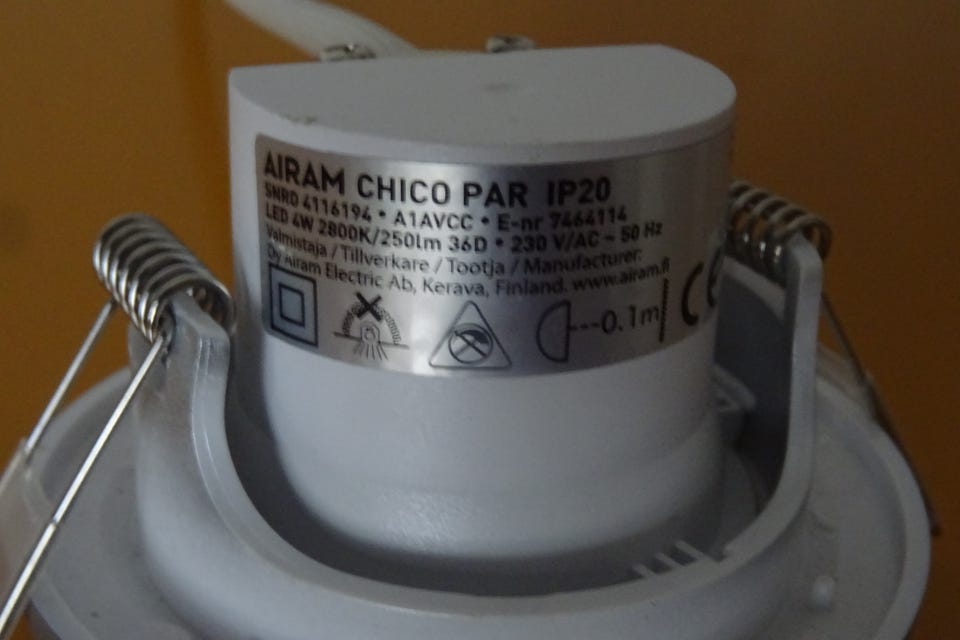 AIRAM CHICO PAR IP20
SNRO 4116194 • A1AVCC • E-nr 7464114
LED 4W 2800K/250lm 36D • 230 V/AC ~ 50 Hz
Valmistaja / Tillverkare / Tootja / Manufacturer:
Oy Airam Electric Ab, Kerava, Finland. www.airam.fi
0.1m CE